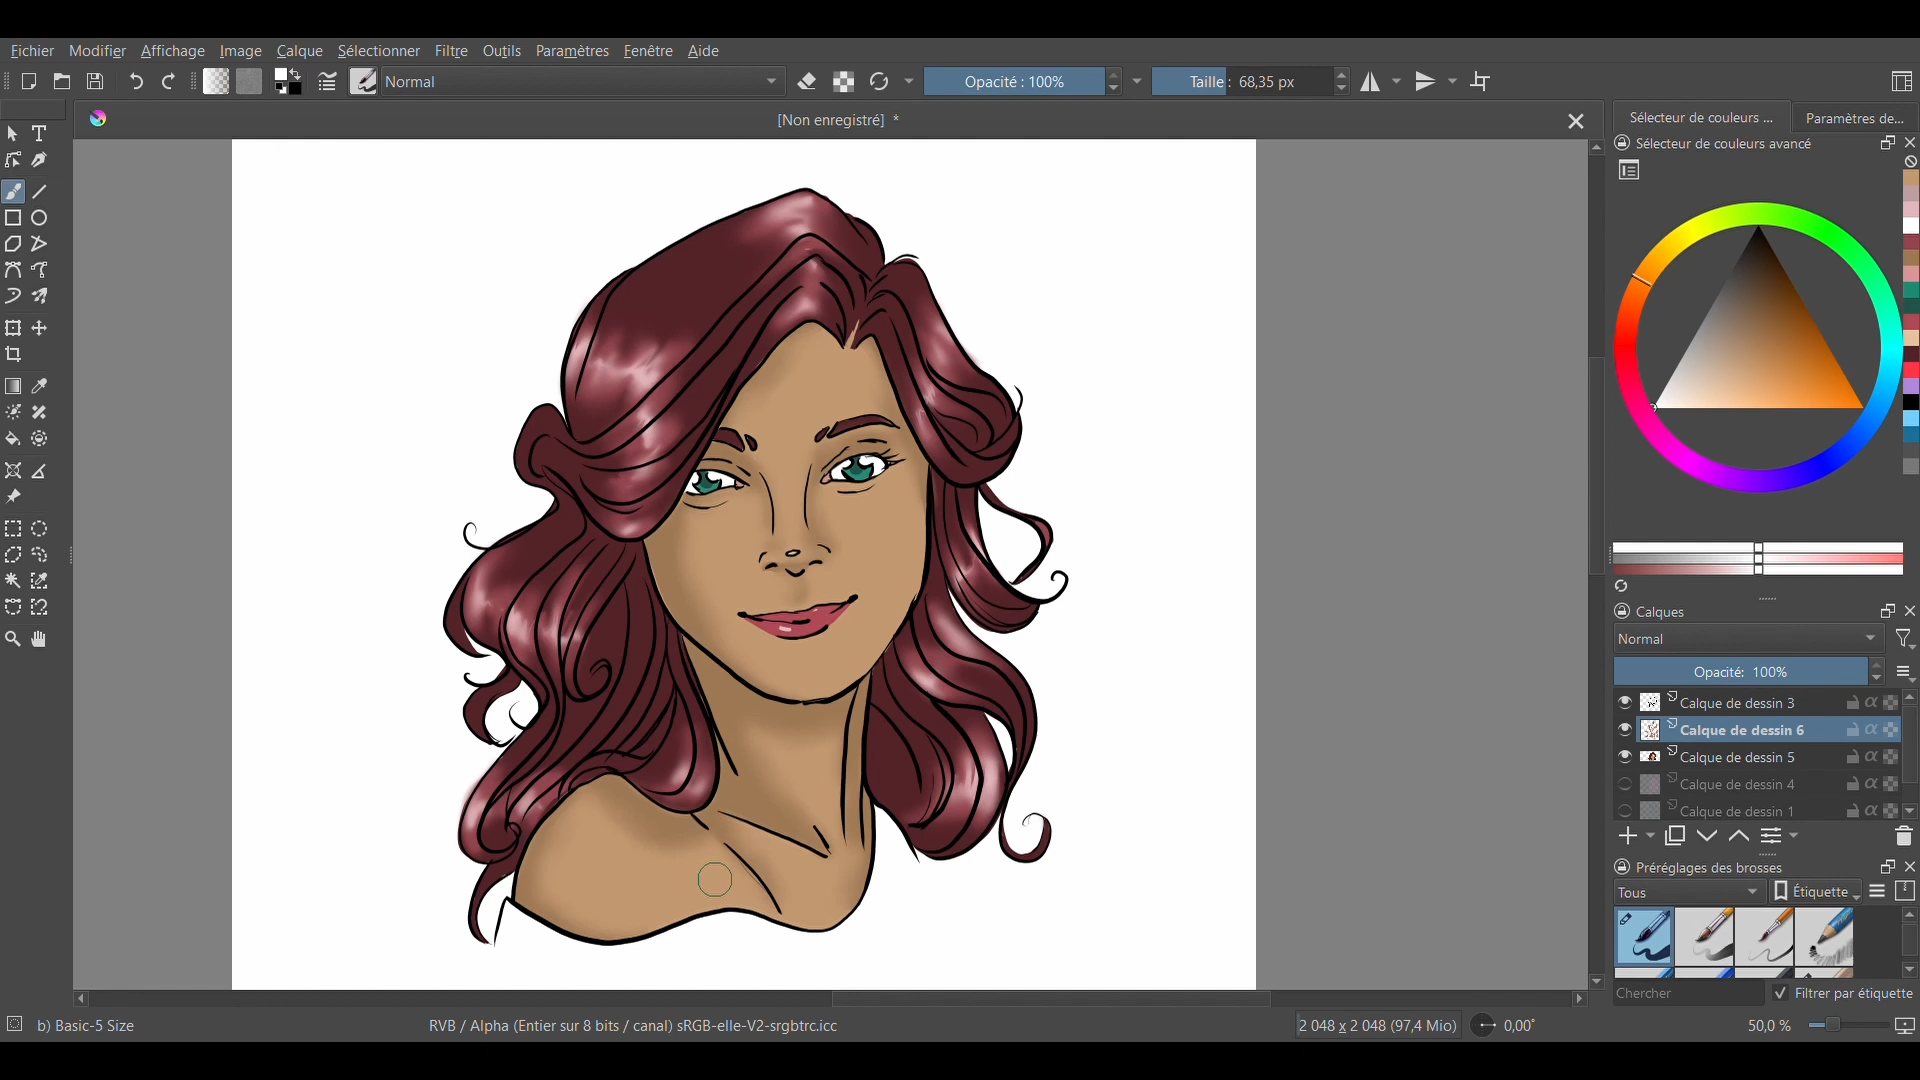 Fichier Modifier Affichage Image Calque Sélectionner Filtre Outils Paramètres Fenêtre Aide
Normal Opacité : 100% Taille : 68,35 px
[Non enregistré] *
Sélecteur de couleurs ... Paramètres de...
Sélecteur de couleurs avancé
Calques
Normal
Opacité: 100%
Calque de dessin 3
Calque de dessin 6
Calque de dessin 5
Calque de dessin 4
Calque de dessin 1
Préréglages des brosses
Tous Étiquette
Chercher Filtrer par étiquette
b) Basic-5 Size RVB / Alpha (Entier sur 8 bits / canal) sRGB-elle-V2-srgbtrc.icc 2 048 x 2 048 (97,4 Mio) 0,00° 50,0 %